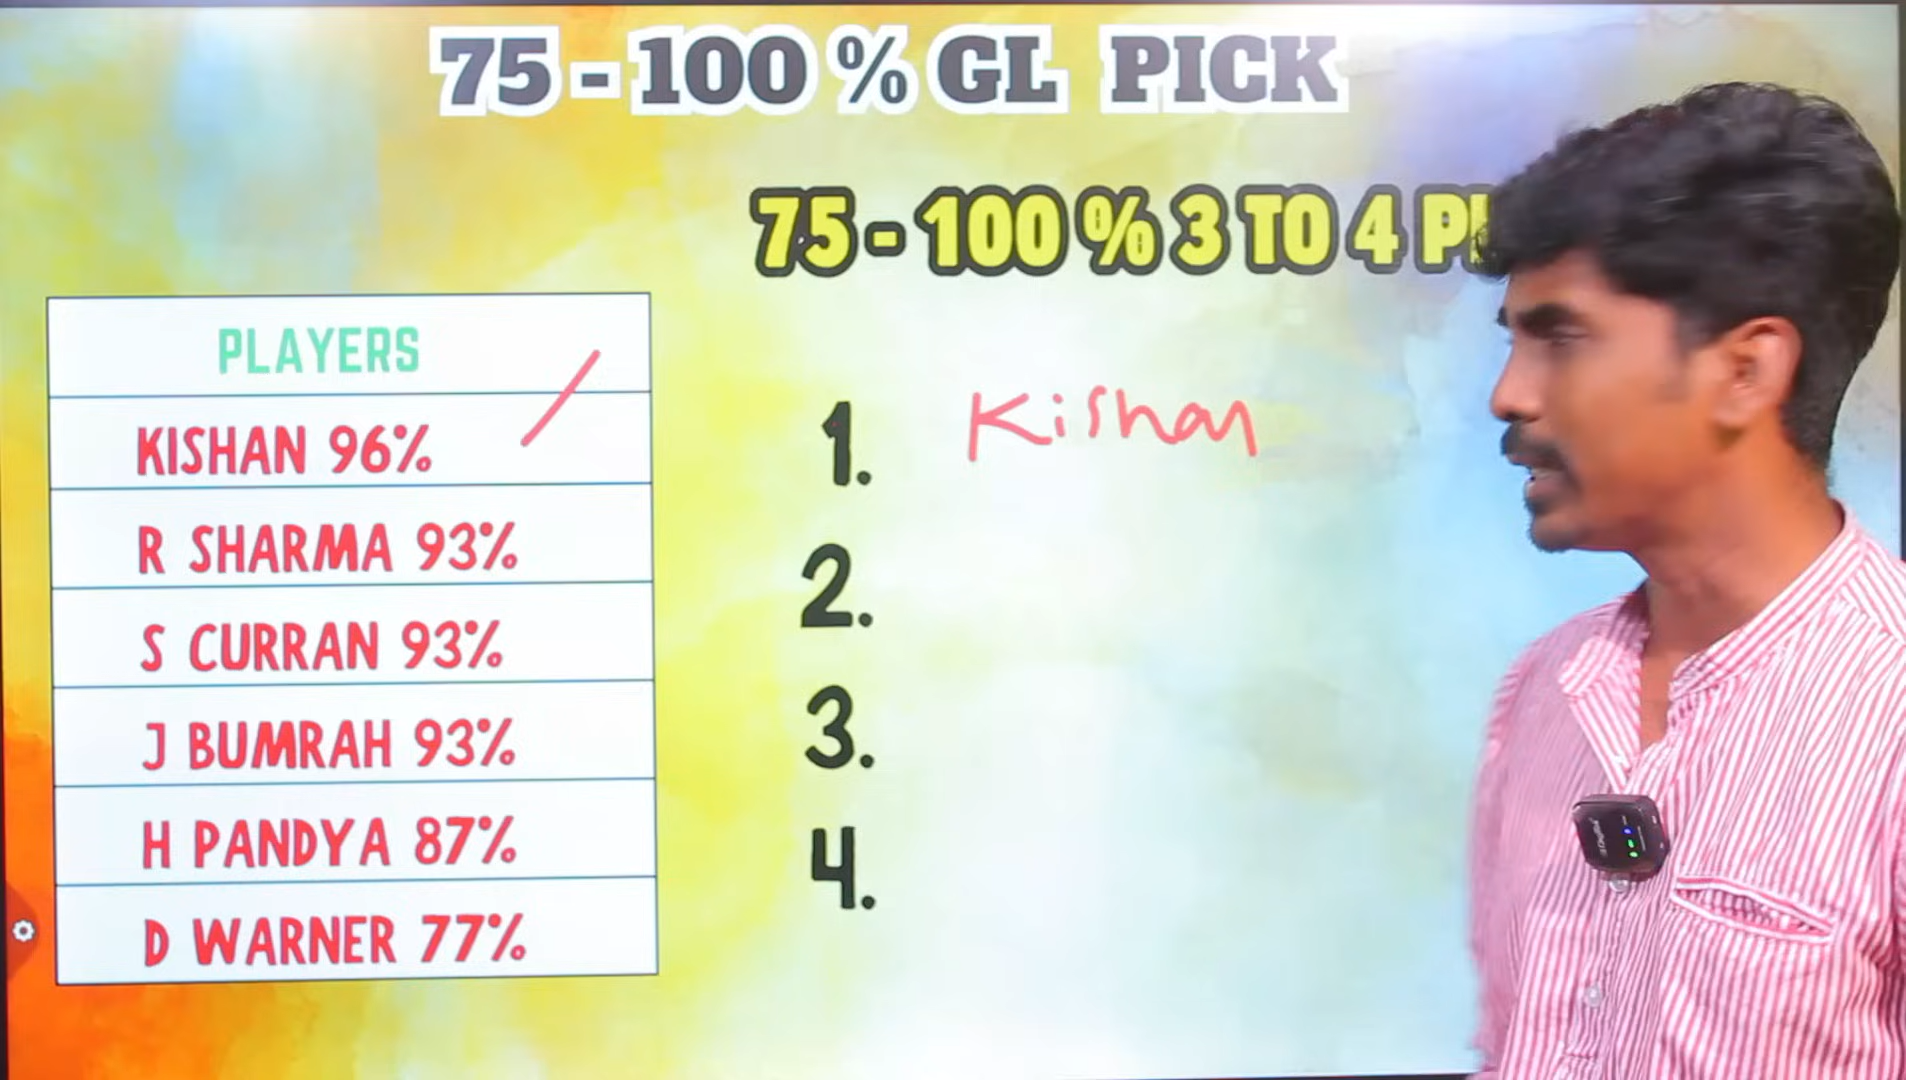 75 - 100 % GL PICK
75 - 100 % 3 TO 4
PLAYERS
KISHAN 96%
R SHARMA 93%
S CURRAN 93%
J BUMRAH 93%
H PANDYA 87%
D WARNER 77%
1. Kishan
2.
3.
4.